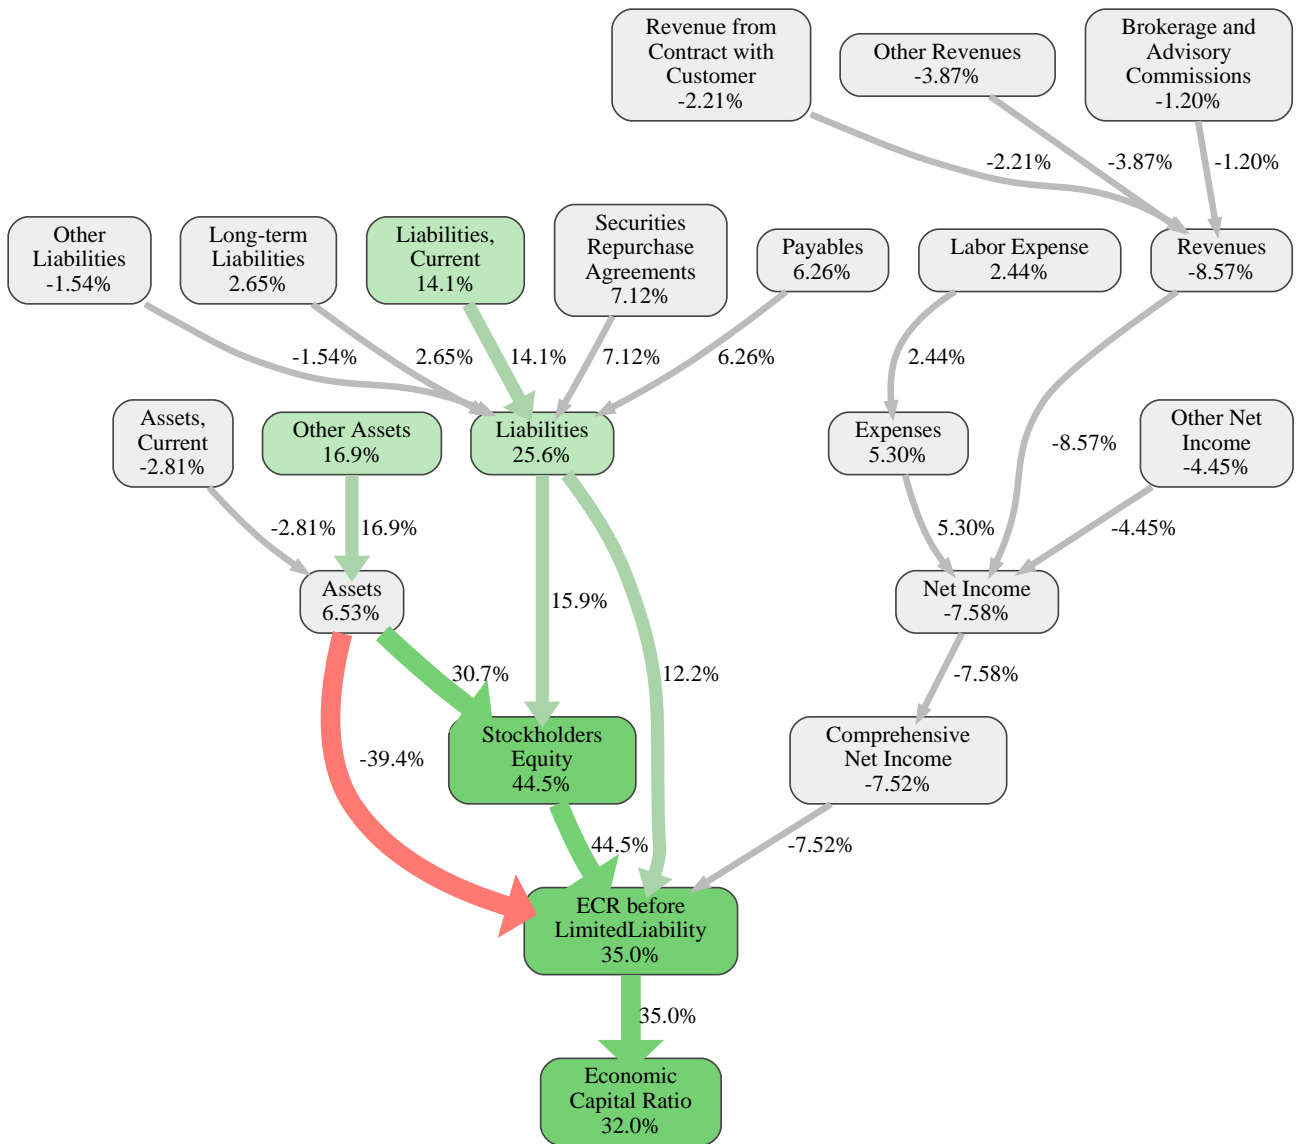 Revenue from
Contract with
Customer
-2.21%
Other Revenues
-3.87%
Brokerage and
Advisory
Commissions
-1.20%
-2.21%
-3.87%
-1.20%
Other
Liabilities
-1.54%
Long-term
Liabilities
2.65%
Liabilities,
Current
14.1%
Securities
Repurchase
Agreements
7.12%
Payables
6.26%
Labor Expense
2.44%
Revenues
-8.57%
-1.54%
2.65%
14.1%
7.12%
6.26%
2.44%
Assets,
Current
-2.81%
Other Assets
16.9%
Liabilities
25.6%
Expenses
5.30%
-8.57%
Other Net
Income
-4.45%
-2.81%
16.9%
5.30%
-4.45%
Assets
6.53%
15.9%
Net Income
-7.58%
30.7%
12.2%
-7.58%
-39.4%
Stockholders
Equity
44.5%
Comprehensive
Net Income
-7.52%
44.5%
-7.52%
ECR before
LimitedLiability
35.0%
35.0%
Economic
Capital Ratio
32.0%